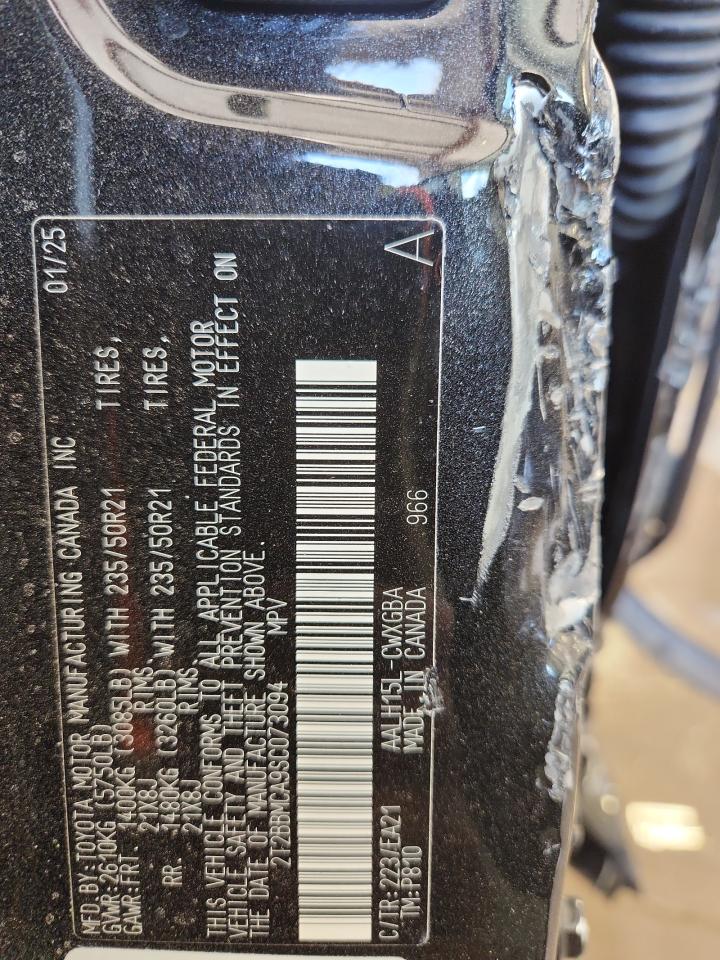 MFD BY:TOYOTA MOTOR MANUFACTURING CANADA INC 01/25
GVWR:2610KG (5750LB)
GAWR:FRT. 1400KG (3085LB) WITH 235/50R21 TIRES,
21X8J RIMS.
RR. 1480KG (3260LB) WITH 235/50R21 TIRES,
21X8J RIMS.
THIS VEHICLE CONFORMS TO ALL APPLICABLE FEDERAL MOTOR
VEHICLE SAFETY AND THEFT PREVENTION STANDARDS IN EFFECT ON
THE DATE OF MANUFACTURE SHOWN ABOVE.
MPV
C/TR:223/EA21 AALH15L-CWXGBA A
TM:P810 MADE IN CANADA 966